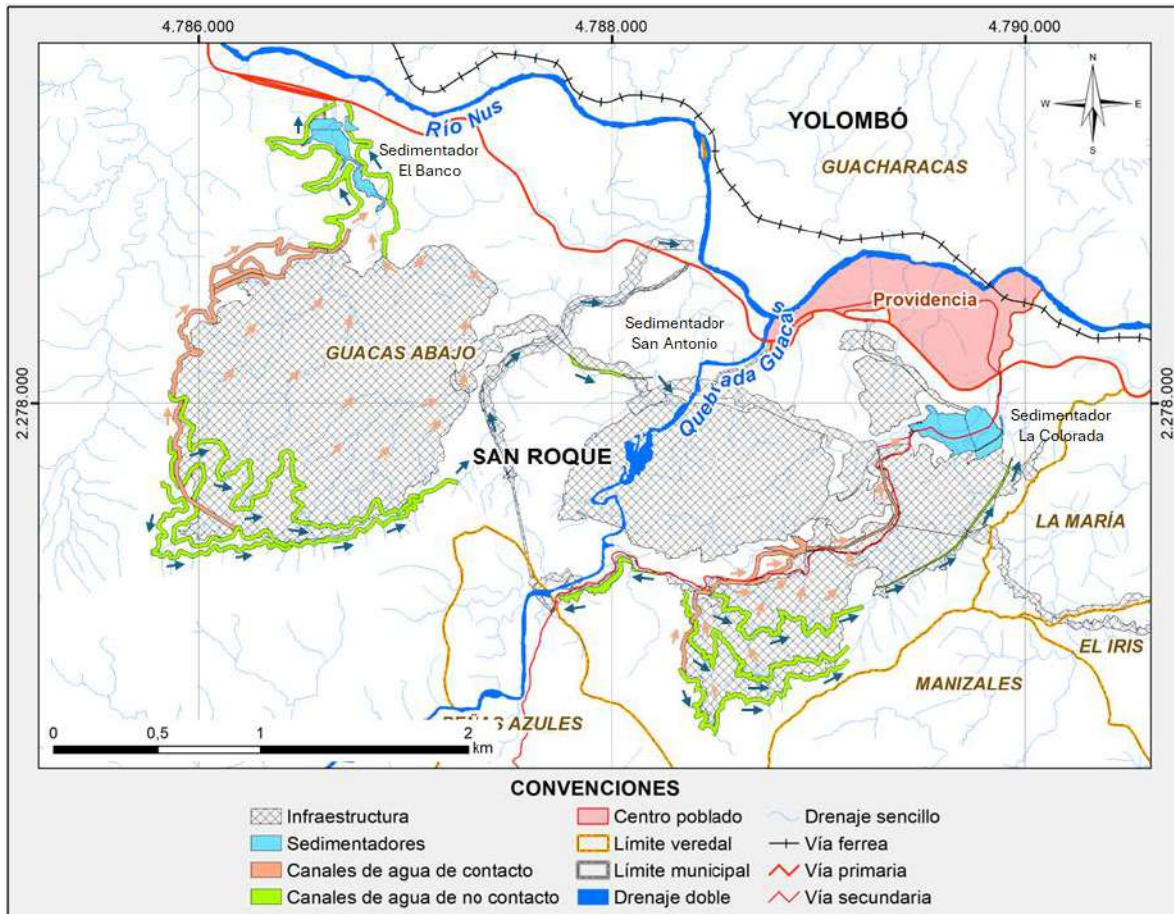 4.786.000
4.788.000
4.790.000
N
W
E
S
YOLOMBÓ
GUACHARACAS
Río Nus
Sedimentador
El Banco
Providencia
Sedimentador
San Antonio
GUACAS ABAJO
Quebrada Guacas
2.278.000
2.278.000
Sedimentador
La Colorada
SAN ROQUE
LA MARÍA
EL IRIS
MANIZALES
PEÑAS AZULES
0
0,5
1
2
km
CONVENCIONES
Infraestructura
Sedimentadores
Canales de agua de contacto
Canales de agua de no contacto
Centro poblado
Límite veredal
Límite municipal
Drenaje doble
Drenaje sencillo
Vía ferrea
Vía primaria
Vía secundaria